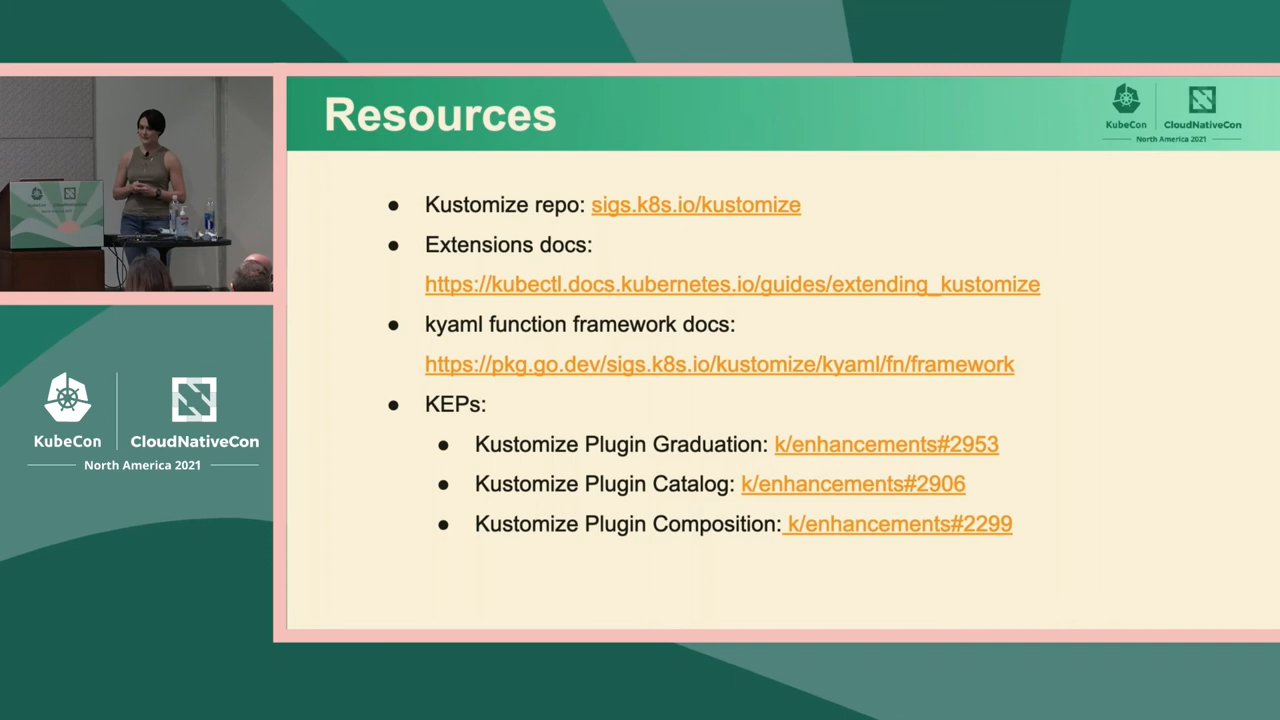 Resources
KubeCon
CloudNativeCon
North America 2021
● Kustomize repo: sigs.k8s.io/kustomize
● Extensions docs:
https://kubectl.docs.kubernetes.io/guides/extending_kustomize
● kyaml function framework docs:
https://pkg.go.dev/sigs.k8s.io/kustomize/kyaml/fn/framework
● KEPs:
● Kustomize Plugin Graduation: k/enhancements#2953
● Kustomize Plugin Catalog: k/enhancements#2906
● Kustomize Plugin Composition: k/enhancements#2299
KubeCon
CloudNativeCon
North America 2021